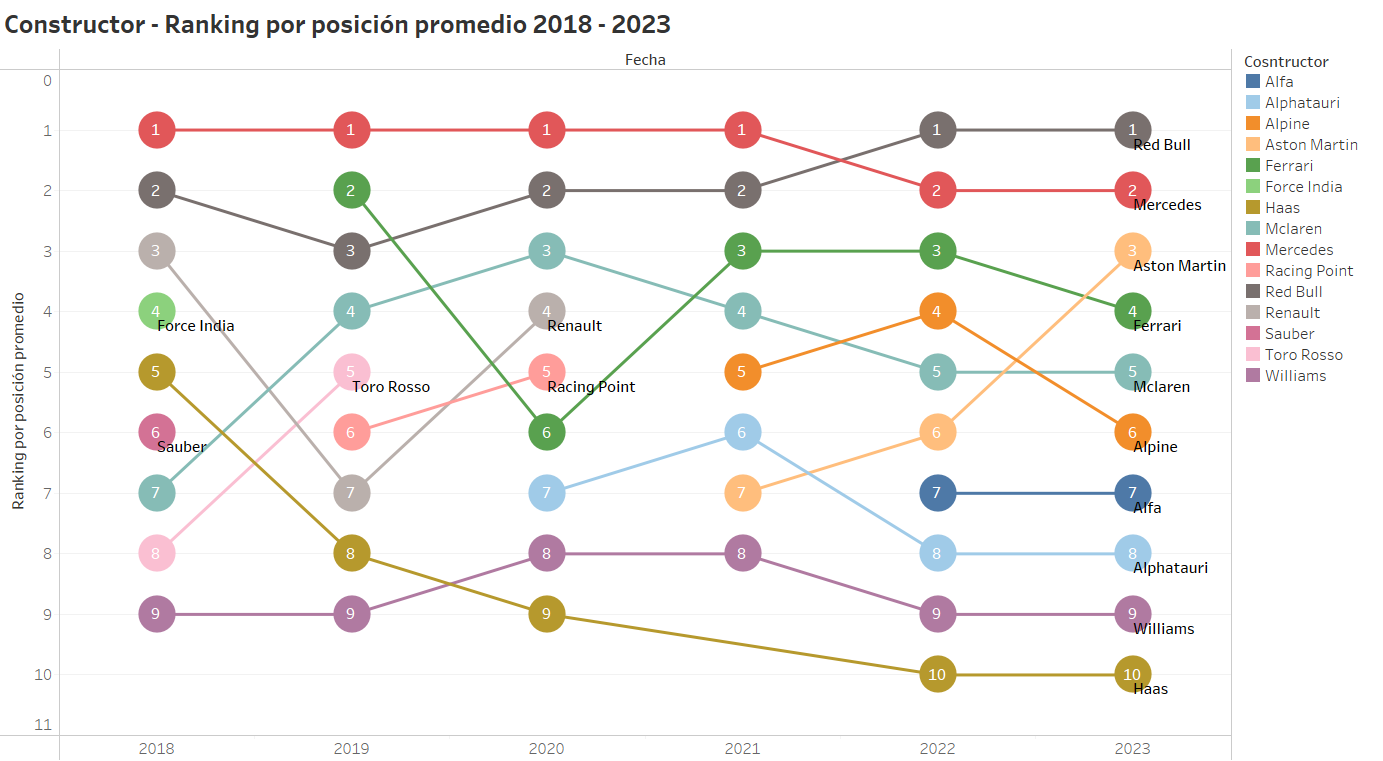 Constructor - Ranking por posición promedio 2018 - 2023
Fecha
Cosntructor
Alfa
Alphatauri
Alpine
Aston Martin
Ferrari
Force India
Haas
Mclaren
Mercedes
Racing Point
Red Bull
Renault
Sauber
Toro Rosso
Williams
Ranking por posición promedio
0
1 1 1 1 1 1 1
Red Bull
2 2 2 2 2 2 2
Mercedes
3 3 3 3 3 3 3
Aston Martin
4 4 4 4 4 4 4
Force India Renault Ferrari
5 5 5 5 5 5 5
Toro Rosso Racing Point Mclaren
6 6 6 6 6 6 6
Sauber Alpine
7 7 7 7 7 7 7
Alfa
8 8 8 8 8 8 8
Alphatauri
9 9 9 9 9 9
Williams
10 10 10
Haas
11
2018 2019 2020 2021 2022 2023